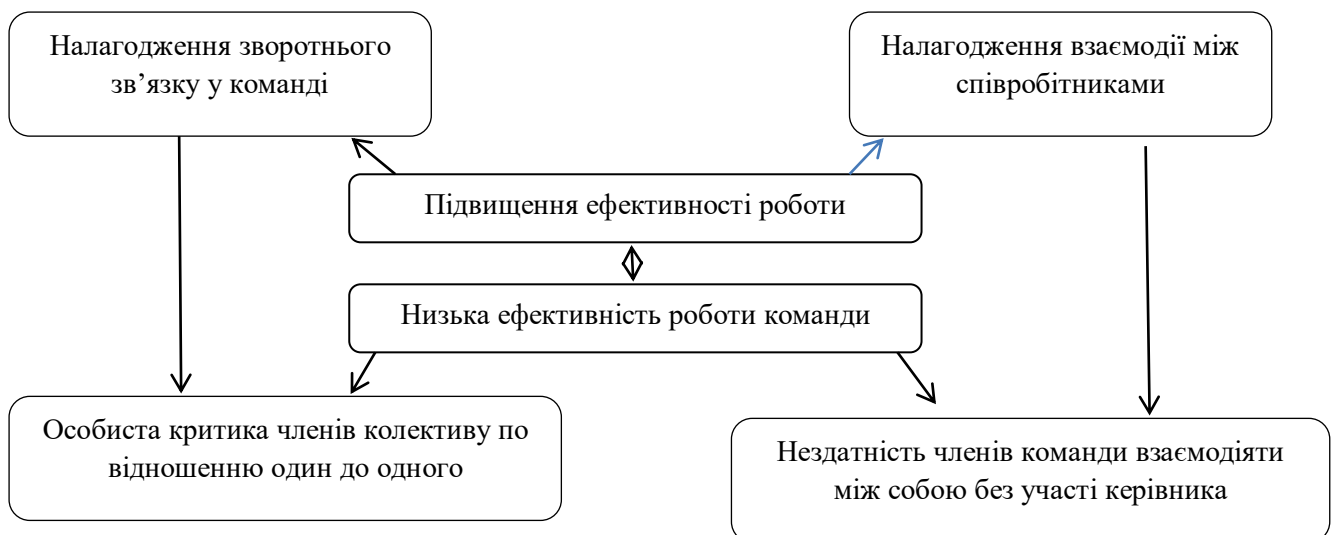 Налагодження зворотнього
зв’язку у команді
Налагодження взаємодії між
співробітниками
Підвищення ефективності роботи
Низька ефективність роботи команди
Особиста критика членів колективу по
відношенню один до одного
Нездатність членів команди взаємодіяти
між собою без участі керівника